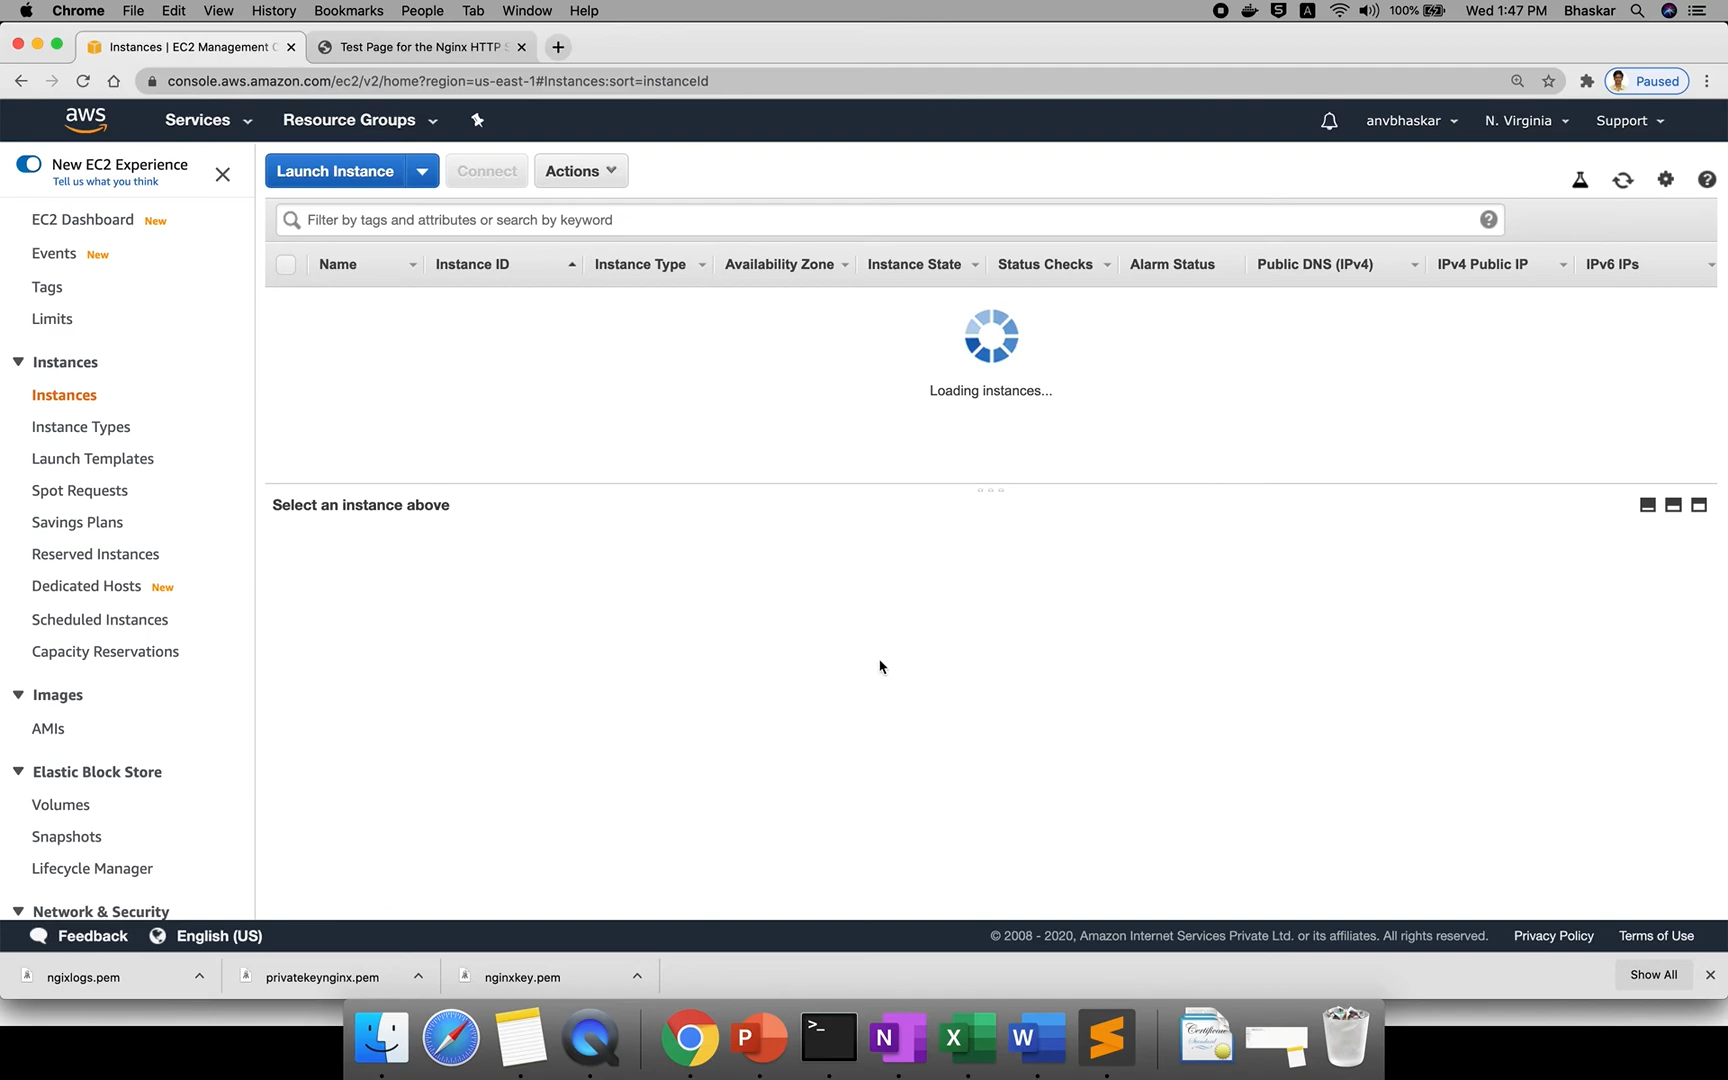 Chrome File Edit View History Bookmarks People Tab Window Help 100% Wed 1:47 PM Bhaskar
Instances | EC2 Management C Test Page for the Nginx HTTP S
console.aws.amazon.com/ec2/v2/home?region=us-east-1#Instances:sort=instanceId Paused
aws Services Resource Groups anvbhaskar N. Virginia Support
New EC2 Experience
Tell us what you think
Launch Instance Connect Actions
Filter by tags and attributes or search by keyword
Name Instance ID Instance Type Availability Zone Instance State Status Checks Alarm Status Public DNS (IPv4) IPv4 Public IP IPv6 IPs
Loading instances...
Select an instance above
EC2 Dashboard New
Events New
Tags
Limits
Instances
Instances
Instance Types
Launch Templates
Spot Requests
Savings Plans
Reserved Instances
Dedicated Hosts New
Scheduled Instances
Capacity Reservations
Images
AMIs
Elastic Block Store
Volumes
Snapshots
Lifecycle Manager
Network & Security
Feedback English (US) © 2008 - 2020, Amazon Internet Services Private Ltd. or its affiliates. All rights reserved. Privacy Policy Terms of Use
ngixlogs.pem privatekeynginx.pem nginxkey.pem Show All